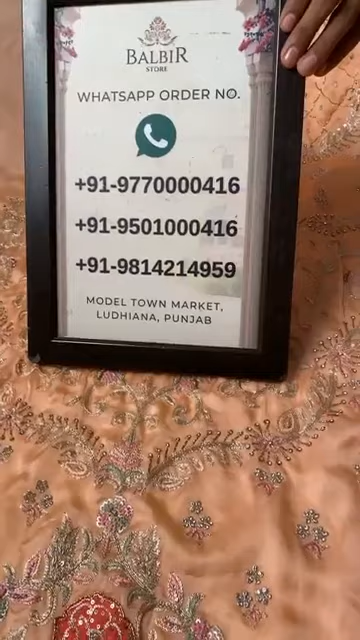 BALBIR
STORE
WHATSAPP ORDER NO.
+91-9770000416
+91-9501000416
+91-9814214959
MODEL TOWN MARKET,
LUDHIANA, PUNJAB